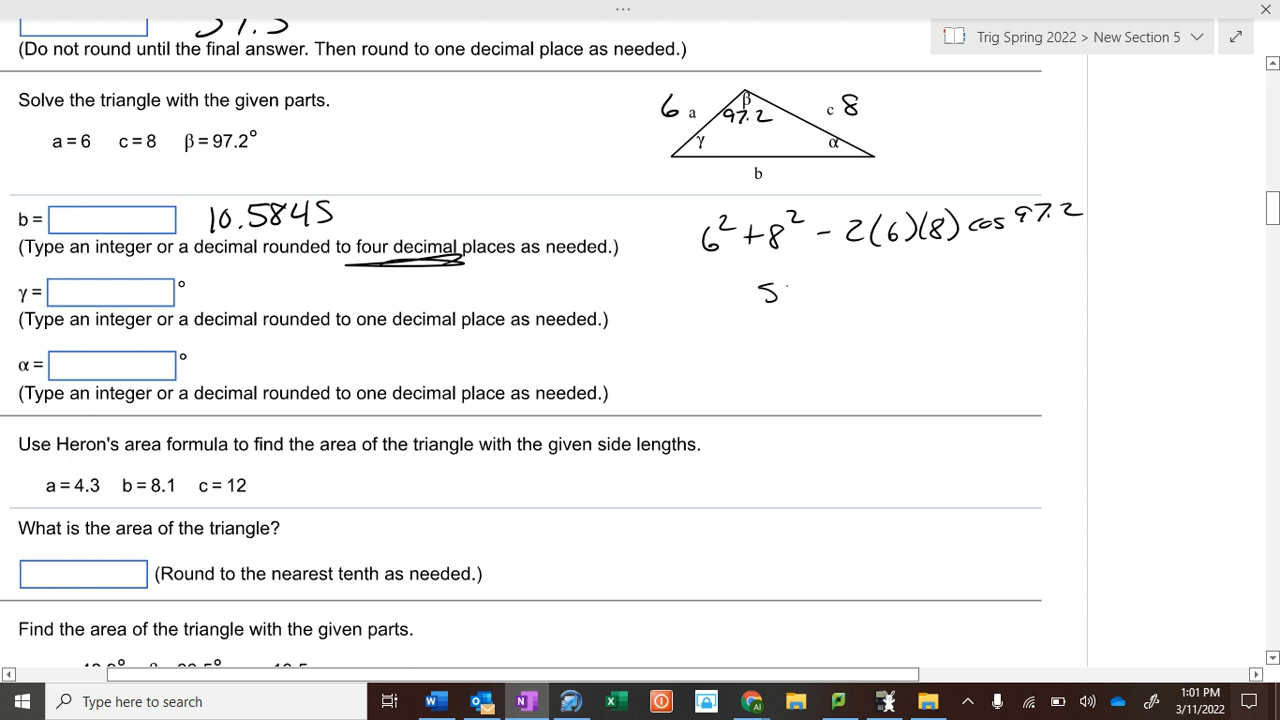 (Do not round until the final answer. Then round to one decimal place as needed.)
Trig Spring 2022 > New Section 5
Solve the triangle with the given parts.
a = 6 c = 8 β = 97.2°
6 a β 97.2 c 8
γ α
b
b = 10.5845
6² + 8² - 2(6)(8) cos 97.2
(Type an integer or a decimal rounded to four decimal places as needed.)
γ = °
S
(Type an integer or a decimal rounded to one decimal place as needed.)
α = °
(Type an integer or a decimal rounded to one decimal place as needed.)
Use Heron's area formula to find the area of the triangle with the given side lengths.
a = 4.3 b = 8.1 c = 12
What is the area of the triangle?
(Round to the nearest tenth as needed.)
Find the area of the triangle with the given parts.
Type here to search
1:01 PM
3/11/2022